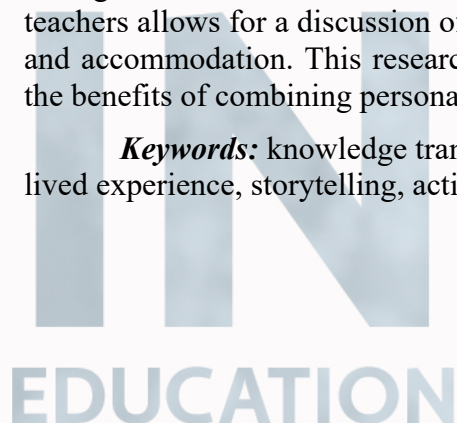 teachers allows for a discussion o
and accommodation. This researc
the benefits of combining persona
Keywords: knowledge tran
lived experience, storytelling, acti
IN
EDUCATION